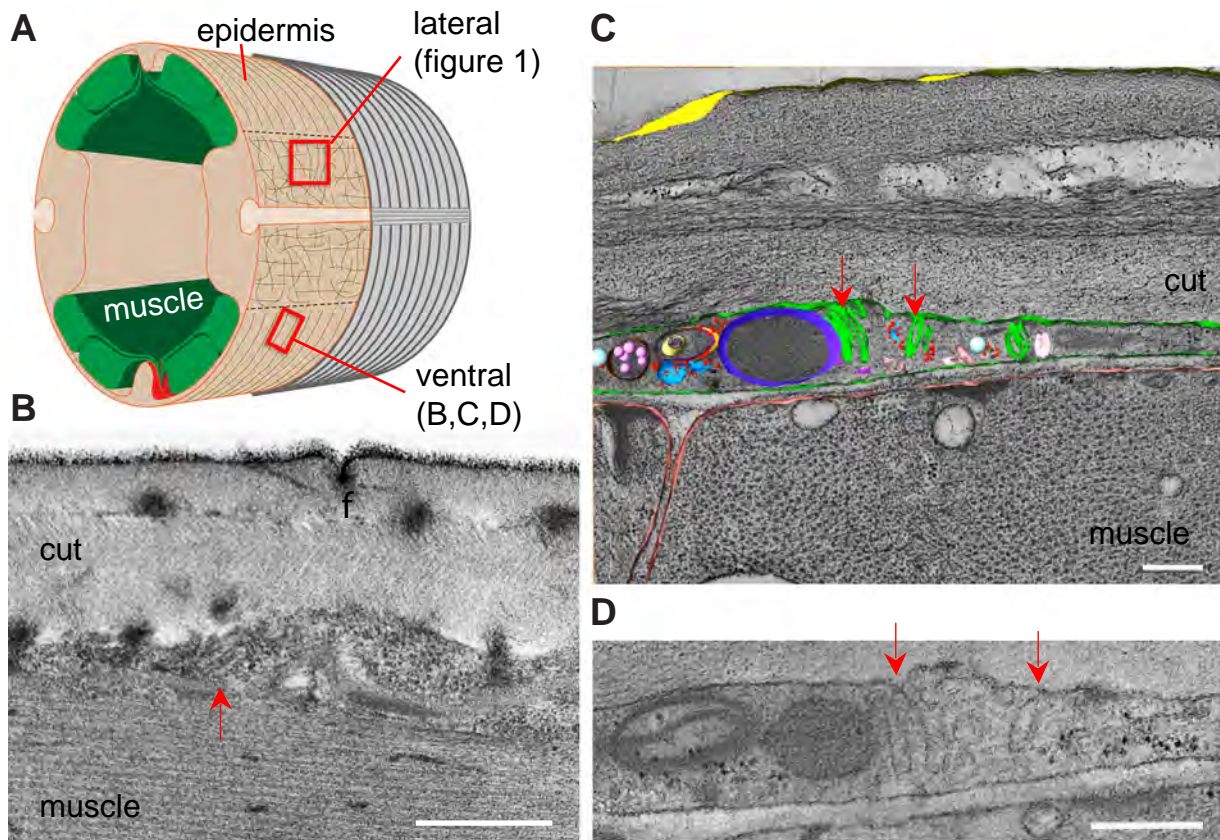 A
epidermis
lateral
(figure 1)
muscle
ventral
(B,C,D)
B
f
cut
muscle
C
cut
muscle
D